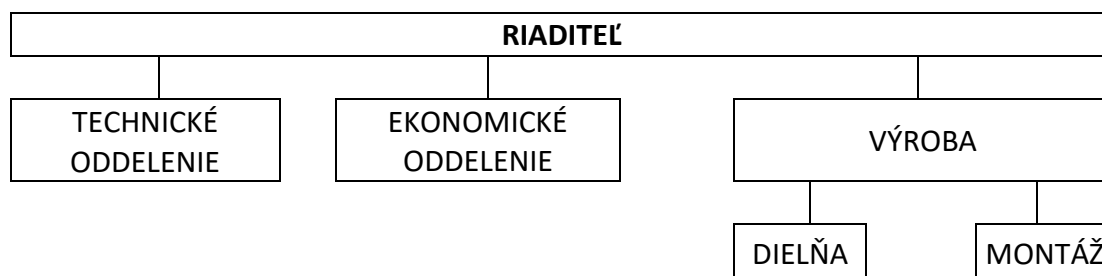 RIADITEĽ
TECHNICKÉ
ODDELENIE
EKONOMICKÉ
ODDELENIE
VÝROBA
DIELŇA
MONTÁŽ